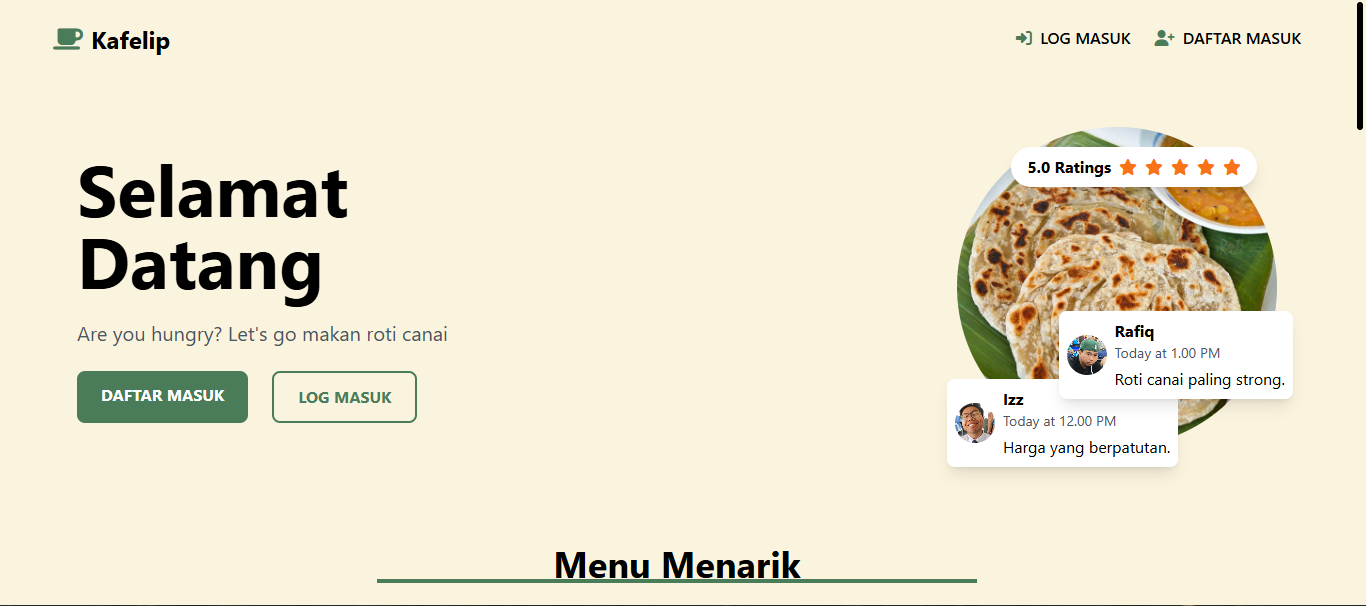 Kafelip
LOG MASUK
DAFTAR MASUK
Selamat
Datang
Are you hungry? Let's go makan roti canai
DAFTAR MASUK
LOG MASUK
5.0 Ratings
Rafiq
Today at 1.00 PM
Roti canai paling strong.
Izz
Today at 12.00 PM
Harga yang berpatutan.
Menu Menarik